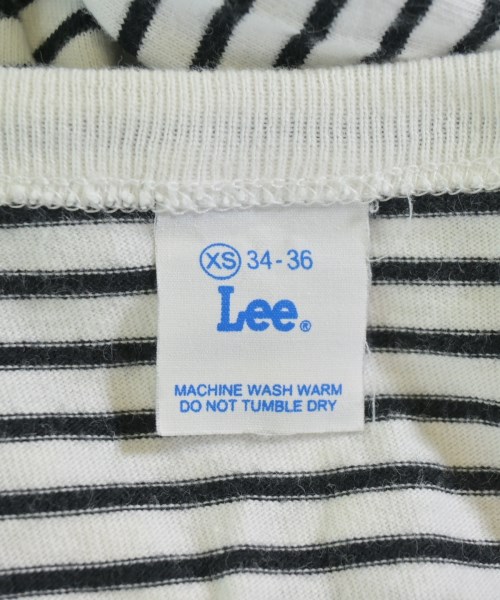 XS 34 - 36
Lee®
MACHINE WASH WARM
DO NOT TUMBLE DRY